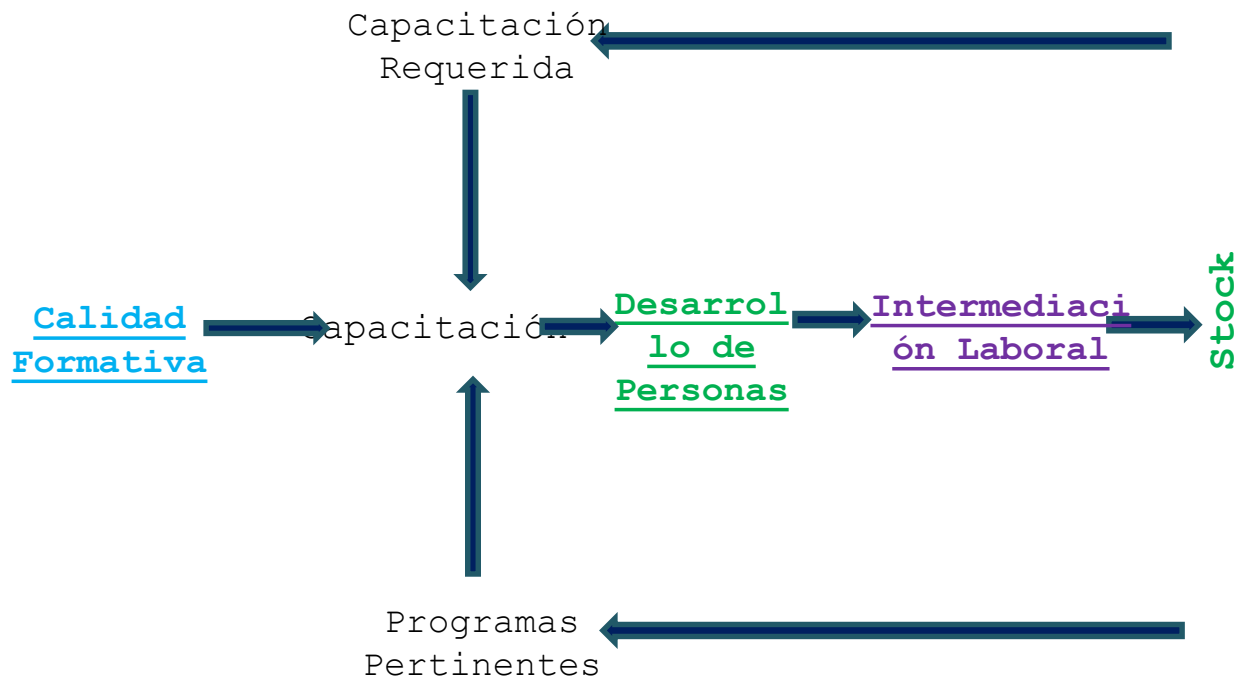 Capacitación
Requerida
Calidad
Formativa
Capacitación
Desarrol
lo de
Personas
Intermediaci
ón Laboral
Stock
Programas
Pertinentes